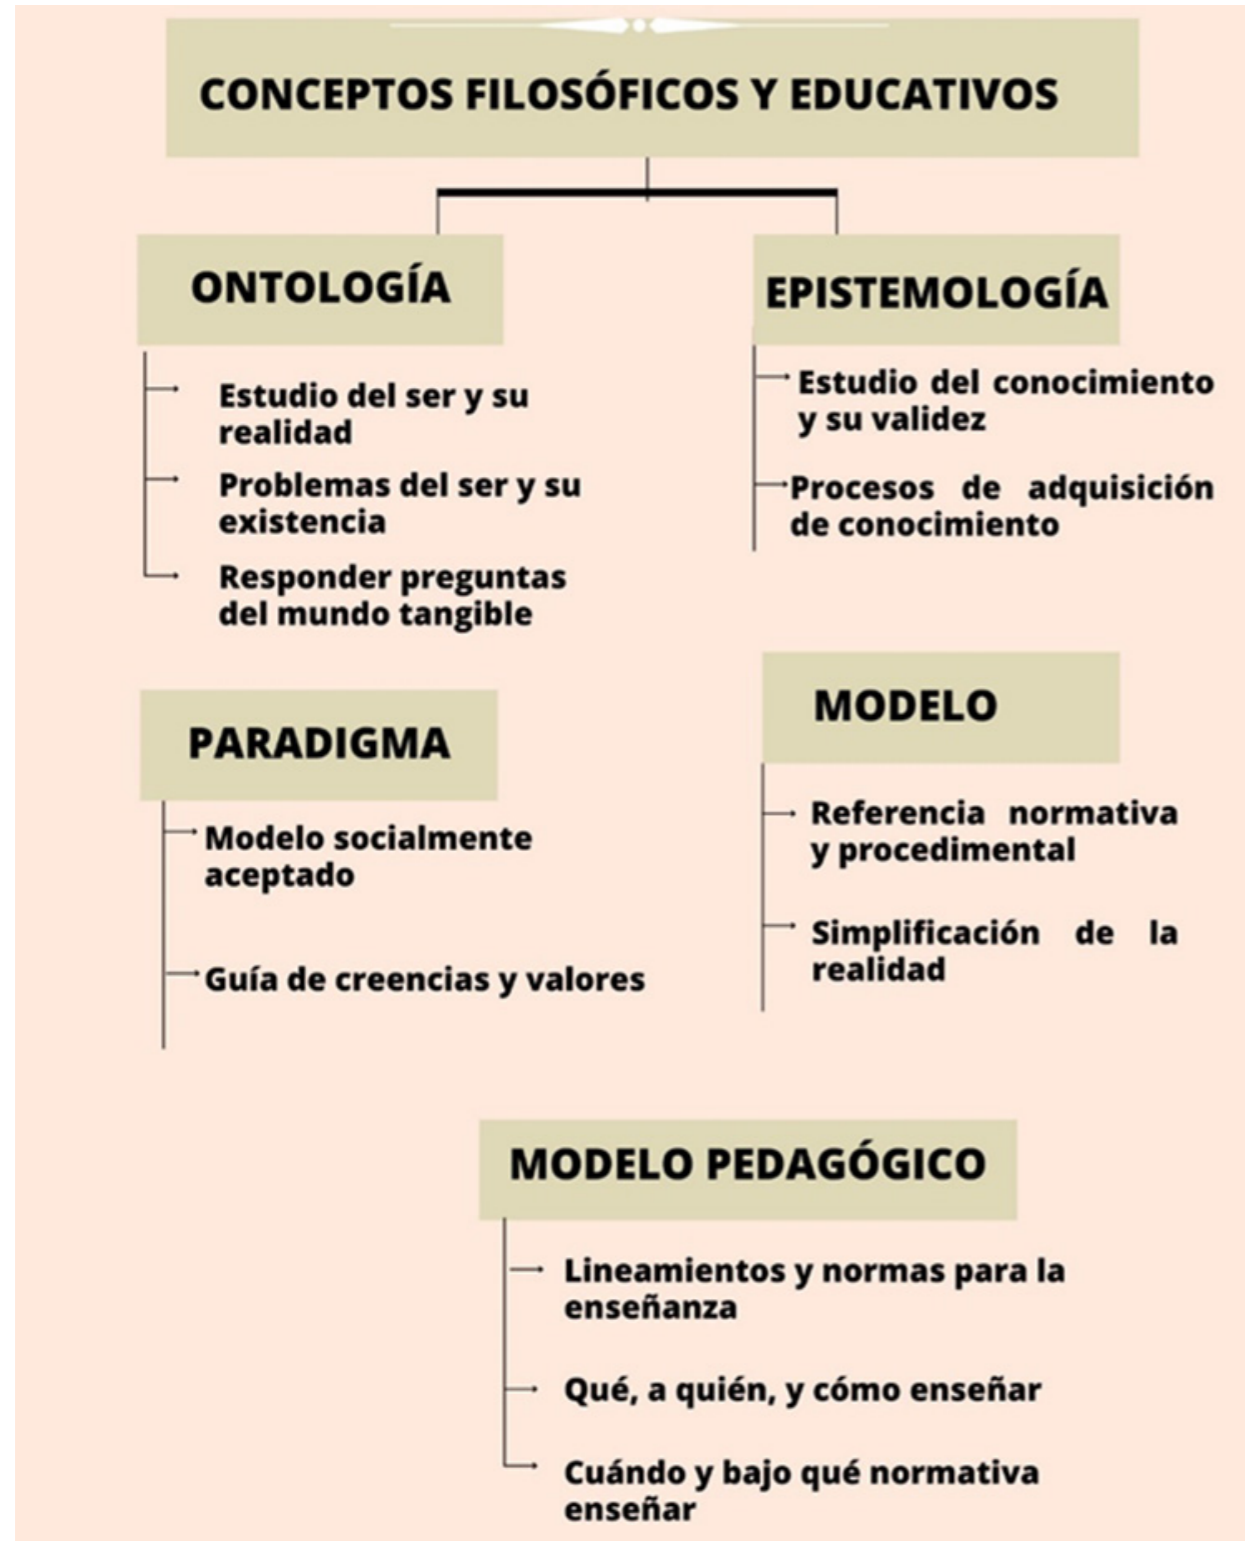 CONCEPTOS FILOSÓFICOS Y EDUCATIVOS
ONTOLOGÍA
Estudio del ser y su
realidad
Problemas del ser y su
existencia
Responder preguntas
del mundo tangible
EPISTEMOLOGÍA
Estudio del conocimiento
y su validez
Procesos de adquisición
de conocimiento
PARADIGMA
Modelo socialmente
aceptado
Guía de creencias y valores
MODELO
Referencia normativa
y procedimental
Simplificación de la
realidad
MODELO PEDAGÓGICO
Lineamientos y normas para la
enseñanza
Qué, a quién, y cómo enseñar
Cuándo y bajo qué normativa
enseñar